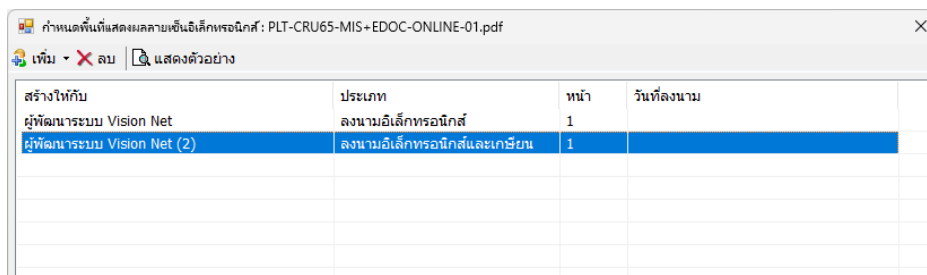 กำหนดพื้นที่แสดงผลลายเซ็นอิเล็กทรอนิกส์ : PLT-CRU65-MIS+EDOC-ONLINE-01.pdf
เพิ่ม ลบ แสดงตัวอย่าง
สร้างให้กับ ประเภท หน้า วันที่ลงนาม
ผู้พัฒนาระบบ Vision Net ลงนามอิเล็กทรอนิกส์ 1
ผู้พัฒนาระบบ Vision Net (2) ลงนามอิเล็กทรอนิกส์และเกษียน 1